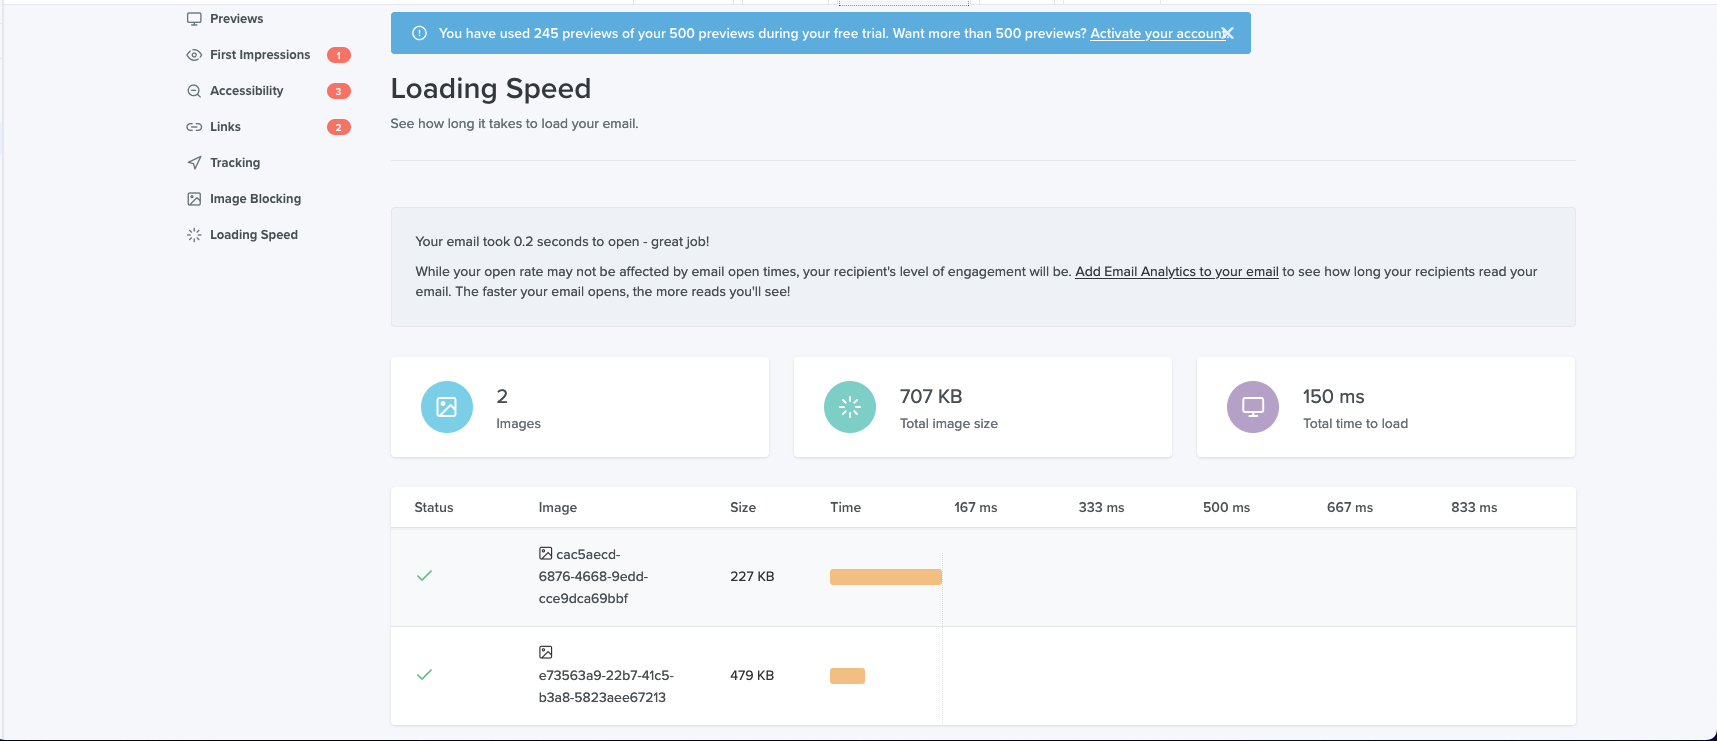 Previews
First Impressions 1
Accessibility 3
Links 2
Tracking
Image Blocking
Loading Speed
You have used 245 previews of your 500 previews during your free trial. Want more than 500 previews? Activate your account.
Loading Speed
See how long it takes to load your email.
Your email took 0.2 seconds to open - great job!
While your open rate may not be affected by email open times, your recipient's level of engagement will be. Add Email Analytics to your email to see how long your recipients read your
email. The faster your email opens, the more reads you'll see!
2
Images
707 KB
Total image size
150 ms
Total time to load
Status Image Size Time 167 ms 333 ms 500 ms 667 ms 833 ms
cac5aecd-
6876-4668-9edd- 227 KB
cce9dca69bbf
e73563a9-22b7-41c5- 479 KB
b3a8-5823aee67213